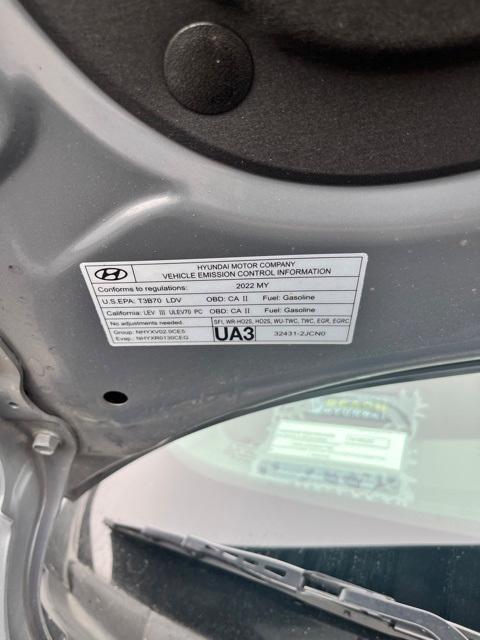 HYUNDAI MOTOR COMPANY
VEHICLE EMISSION CONTROL INFORMATION
Conforms to regulations: 2022 MY
U.S.EPA: T3B70 LDV OBD: CA II Fuel: Gasoline
California: LEV III ULEV70 PC OBD: CA II Fuel: Gasoline
No adjustments needed. SFI, WR-HO2S, HO2S, WU-TWC, TWC, EGR, EGRC
Group: NHYXV02.0CES
Evap.: NHYXR0130CEG
UA3 32431-2JCN0
HYUNDAI